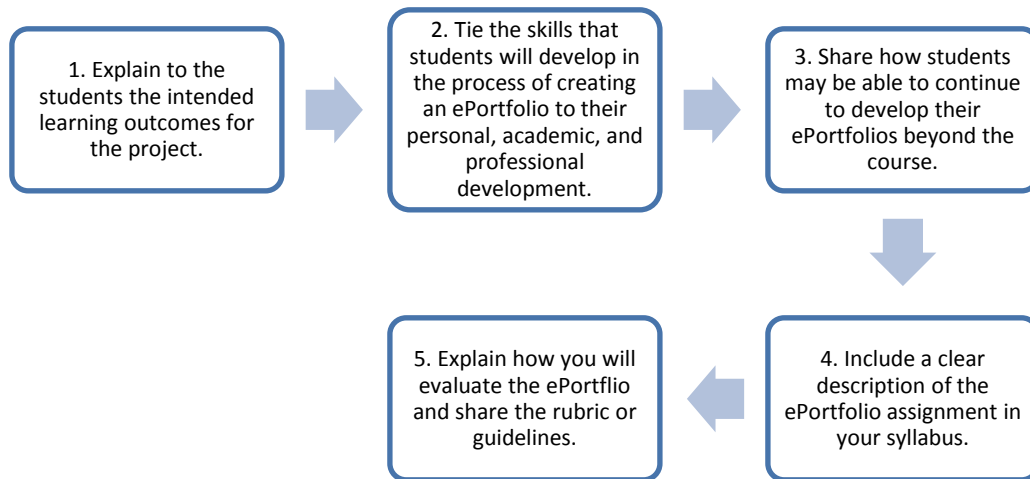 1. Explain to the
students the intended
learning outcomes for
the project.
2. Tie the skills that
students will develop in
the process of creating
an ePortfolio to their
personal, academic, and
professional
development.
3. Share how students
may be able to continue
to develop their
ePortfolios beyond the
course.
4. Include a clear
description of the
ePortfolio assignment in
your syllabus.
5. Explain how you will
evaluate the ePortflio
and share the rubric or
guidelines.